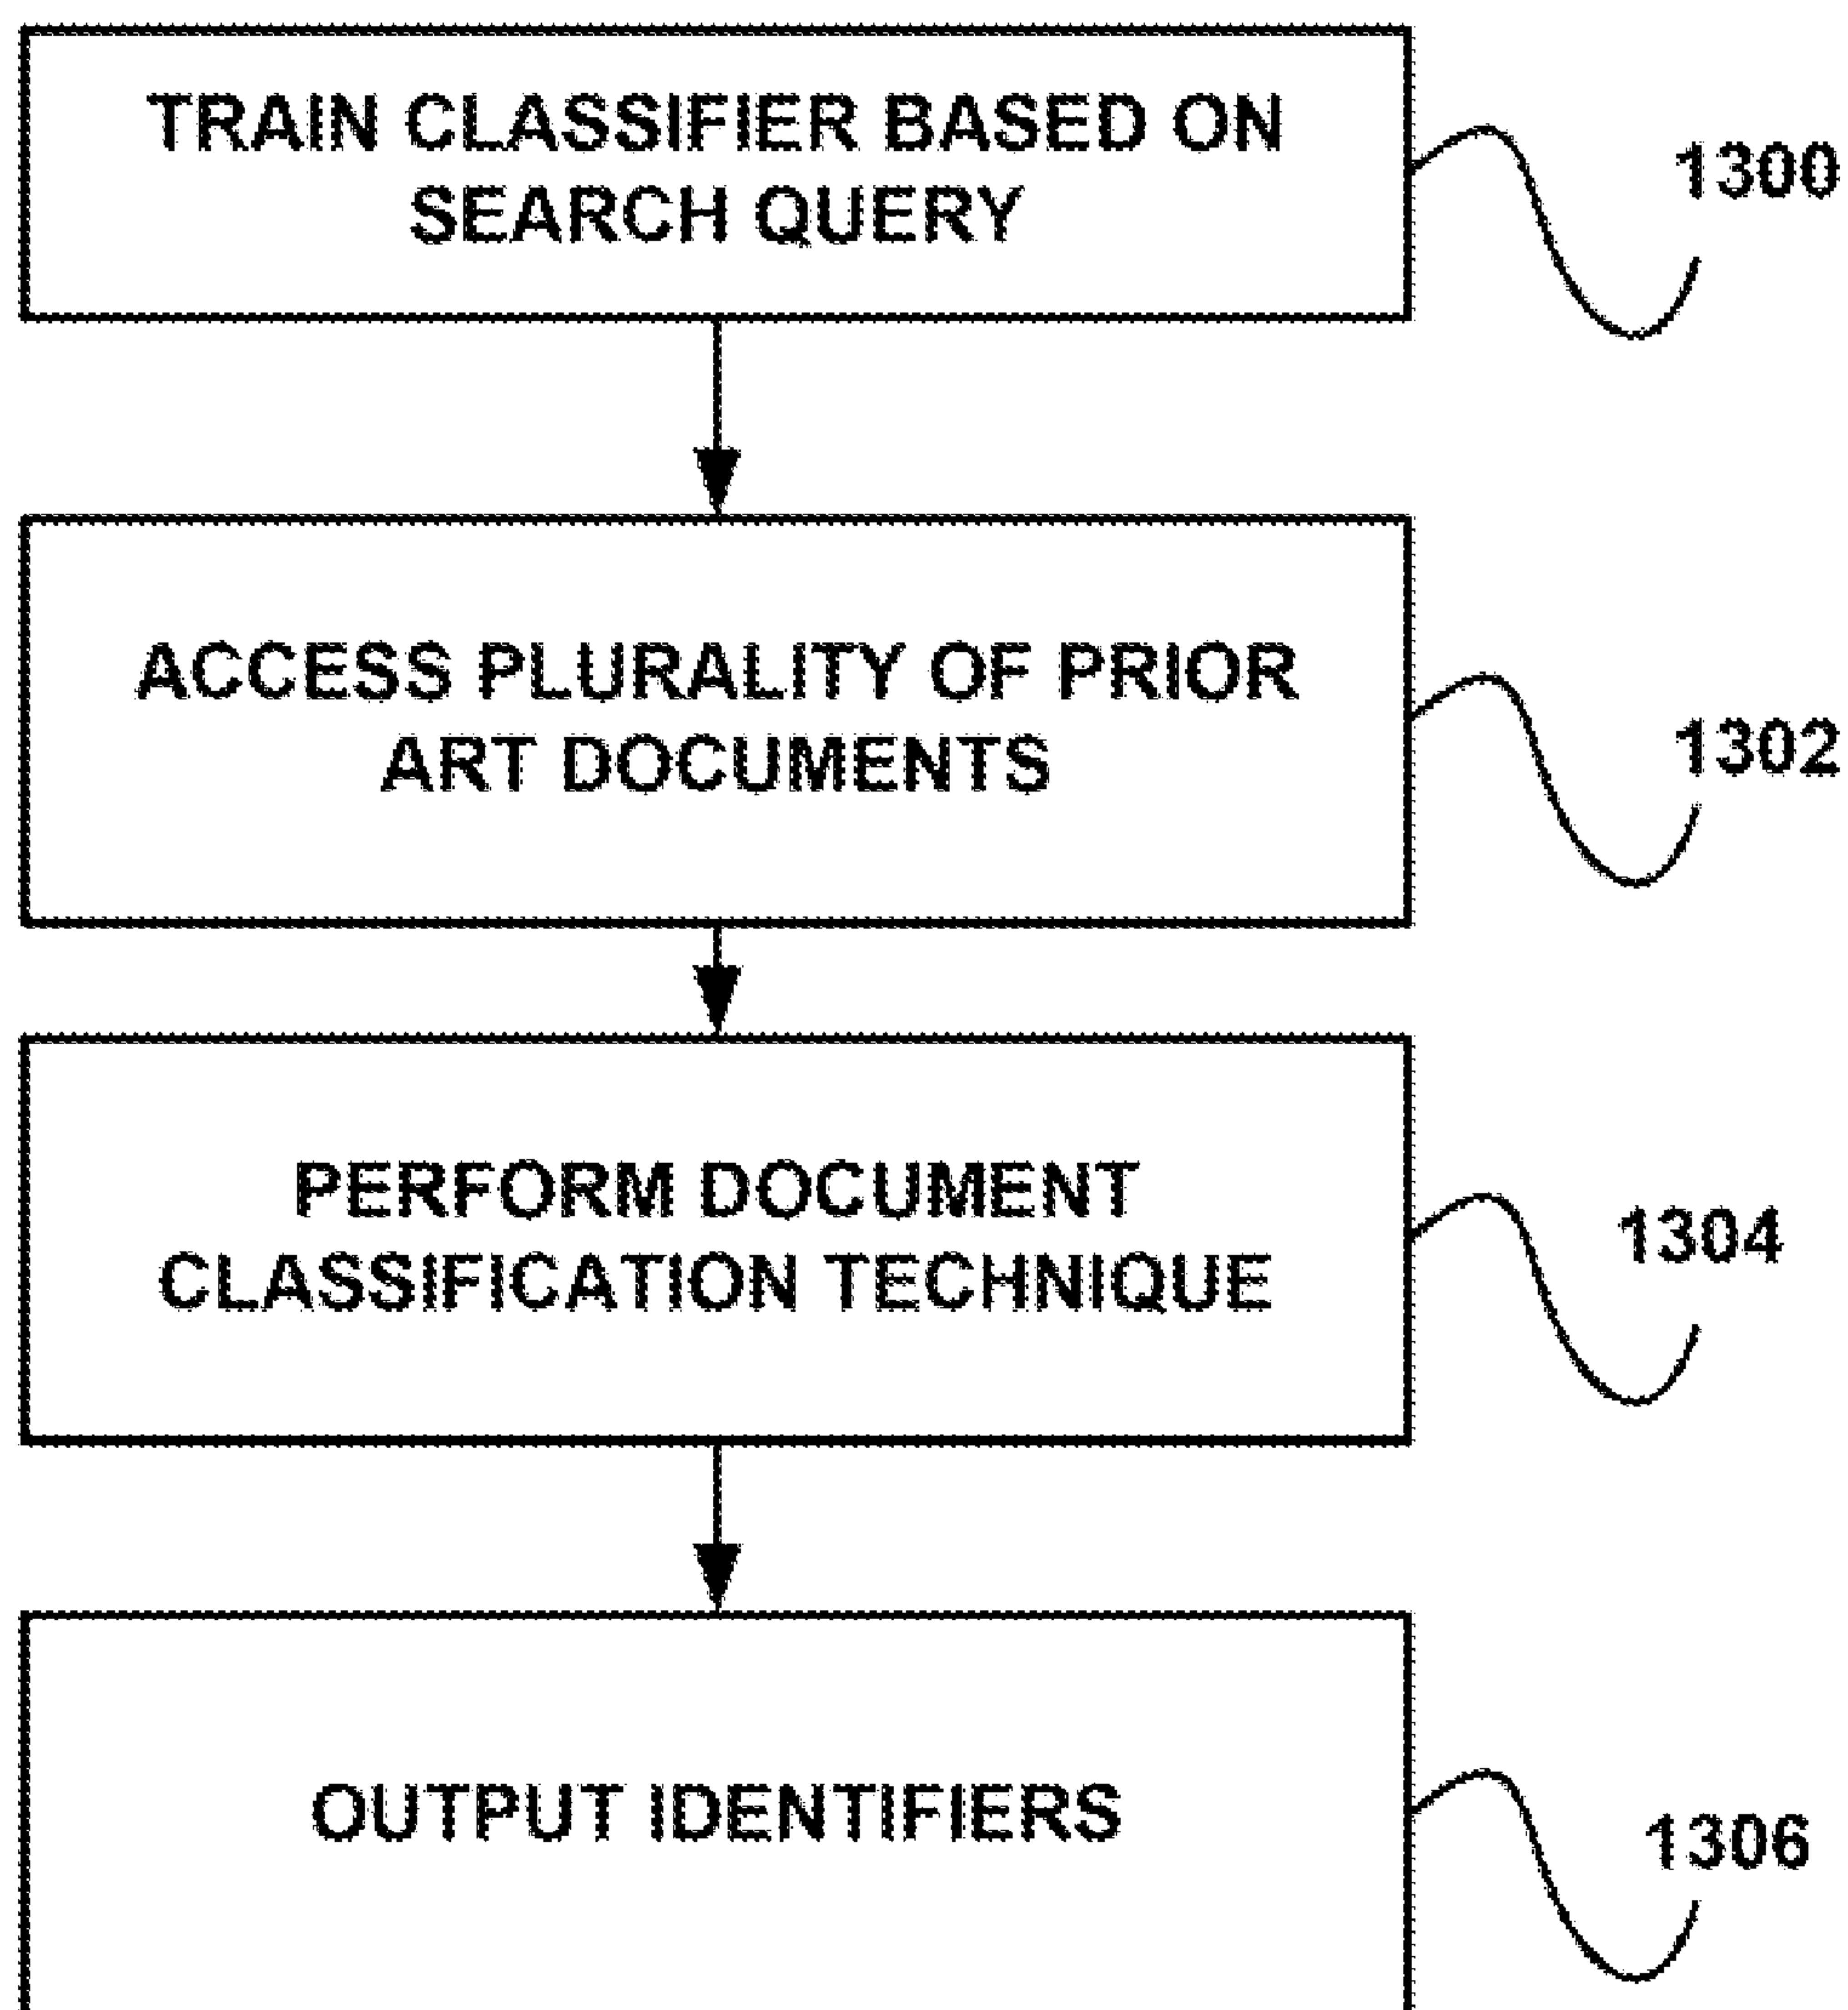 TRAIN CLASSIFIER BASED ON
SEARCH QUERY
1300
ACCESS PLURALITY OF PRIOR
ART DOCUMENTS
1302
PERFORM DOCUMENT
CLASSIFICATION TECHNIQUE
1304
OUTPUT IDENTIFIERS
1306